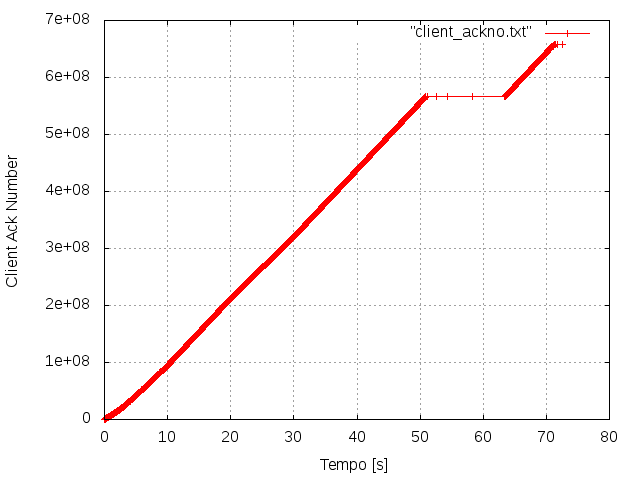 7e+08
6e+08
5e+08
4e+08
3e+08
2e+08
1e+08
0
Client Ack Number
"client_ackno.txt"
0 10 20 30 40 50 60 70 80
Tempo [s]